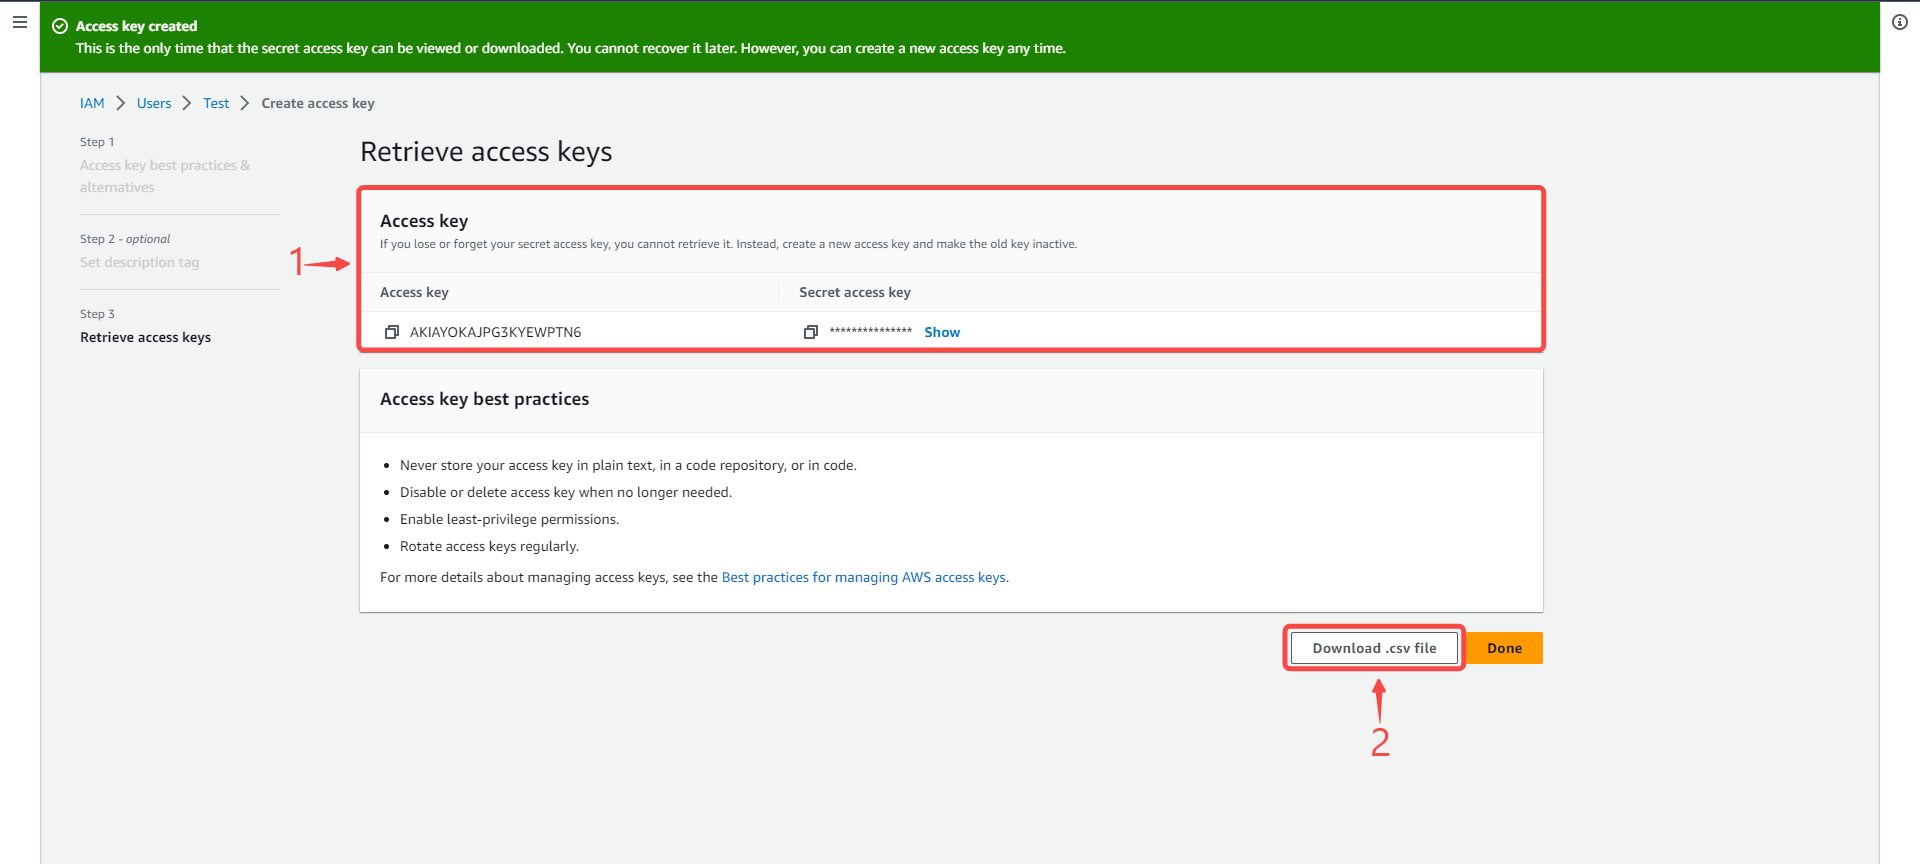 Access key created
This is the only time that the secret access key can be viewed or downloaded. You cannot recover it later. However, you can create a new access key any time.
IAM > Users > Test > Create access key
Step 1
Access key best practices &
alternatives
Step 2 - optional
Set description tag
Step 3
Retrieve access keys
Retrieve access keys
1
Access key
If you lose or forget your secret access key, you cannot retrieve it. Instead, create a new access key and make the old key inactive.
Access key Secret access key
AKIAYOKAJPG3KYEWPTN6 *************** Show
Access key best practices
• Never store your access key in plain text, in a code repository, or in code.
• Disable or delete access key when no longer needed.
• Enable least-privilege permissions.
• Rotate access keys regularly.
For more details about managing access keys, see the Best practices for managing AWS access keys.
Download .csv file Done
2